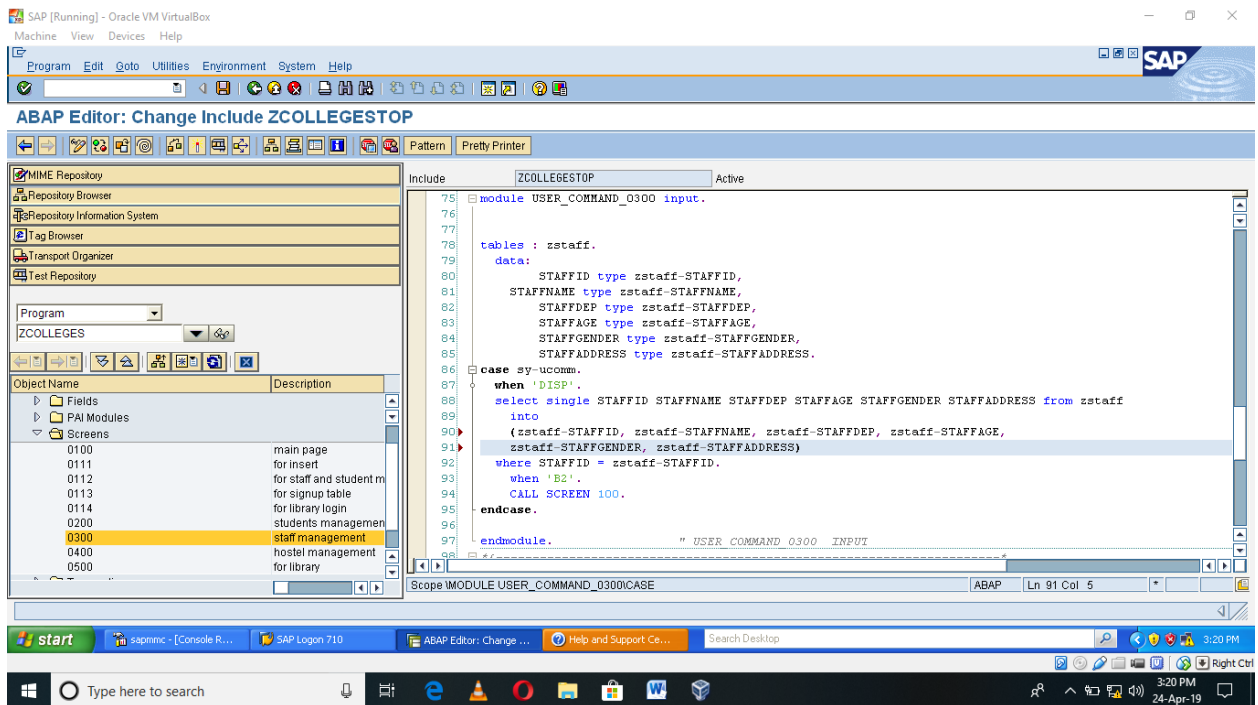 SAP [Running] - Oracle VM VirtualBox
Machine View Devices Help
Program Edit Goto Utilities Environment System Help
SAP
ABAP Editor: Change Include ZCOLLEGESTOP
Pattern Pretty Printer
MIME Repository
Repository Browser
Repository Information System
Tag Browser
Transport Organizer
Test Repository
Program
ZCOLLEGES
Object Name Description
Fields
PAI Modules
Screens
0100 main page
0111 for insert
0112 for staff and student m
0113 for signup table
0114 for library login
0200 students managemen
0300 staff management
0400 hostel management
0500 for library
Include ZCOLLEGESTOP Active
75 module USER_COMMAND_0300 input.
76
77
78 tables : zstaff.
79 data:
80 STAFFID type zstaff-STAFFID,
81 STAFFNAME type zstaff-STAFFNAME,
82 STAFFDEP type zstaff-STAFFDEP,
83 STAFFAGE type zstaff-STAFFAGE,
84 STAFFGENDER type zstaff-STAFFGENDER,
85 STAFFADDRESS type zstaff-STAFFADDRESS.
86 case sy-ucomm.
87 when 'DISP'.
88 select single STAFFID STAFFNAME STAFFDEP STAFFAGE STAFFGENDER STAFFADDRESS from zstaff
89 into
90 (zstaff-STAFFID, zstaff-STAFFNAME, zstaff-STAFFDEP, zstaff-STAFFAGE,
91 zstaff-STAFFGENDER, zstaff-STAFFADDRESS)
92 where STAFFID = zstaff-STAFFID.
93 when 'B2'.
94 CALL SCREEN 100.
95 endcase.
96
97 endmodule. " USER_COMMAND_0300 INPUT
98 *&---------------------------------------------------------------------*
Scope \MODULE USER_COMMAND_0300\CASE ABAP Ln 91 Col 5 *
start sapmmc - [Console R... SAP Logon 710 ABAP Editor: Change ... Help and Support Ce... Search Desktop 3:20 PM
Right Ctrl
Type here to search 3:20 PM
24-Apr-19